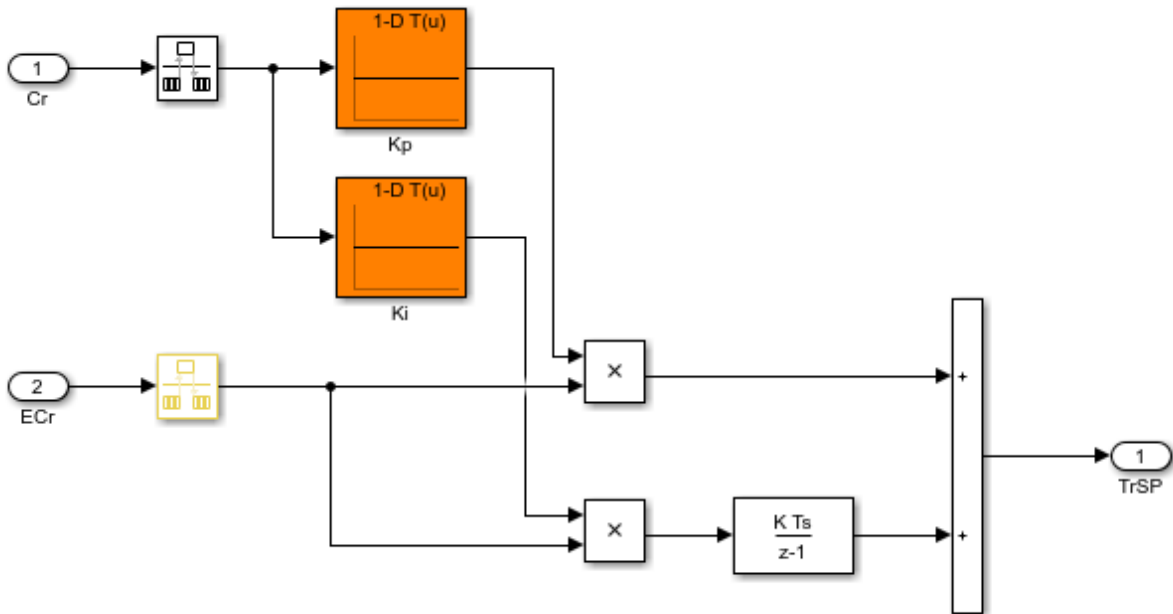 1-D T(u)
1
Cr
Kp
1-D T(u)
Ki
×
+
2
ECr
1
TrSP
×
K Ts
z-1
+